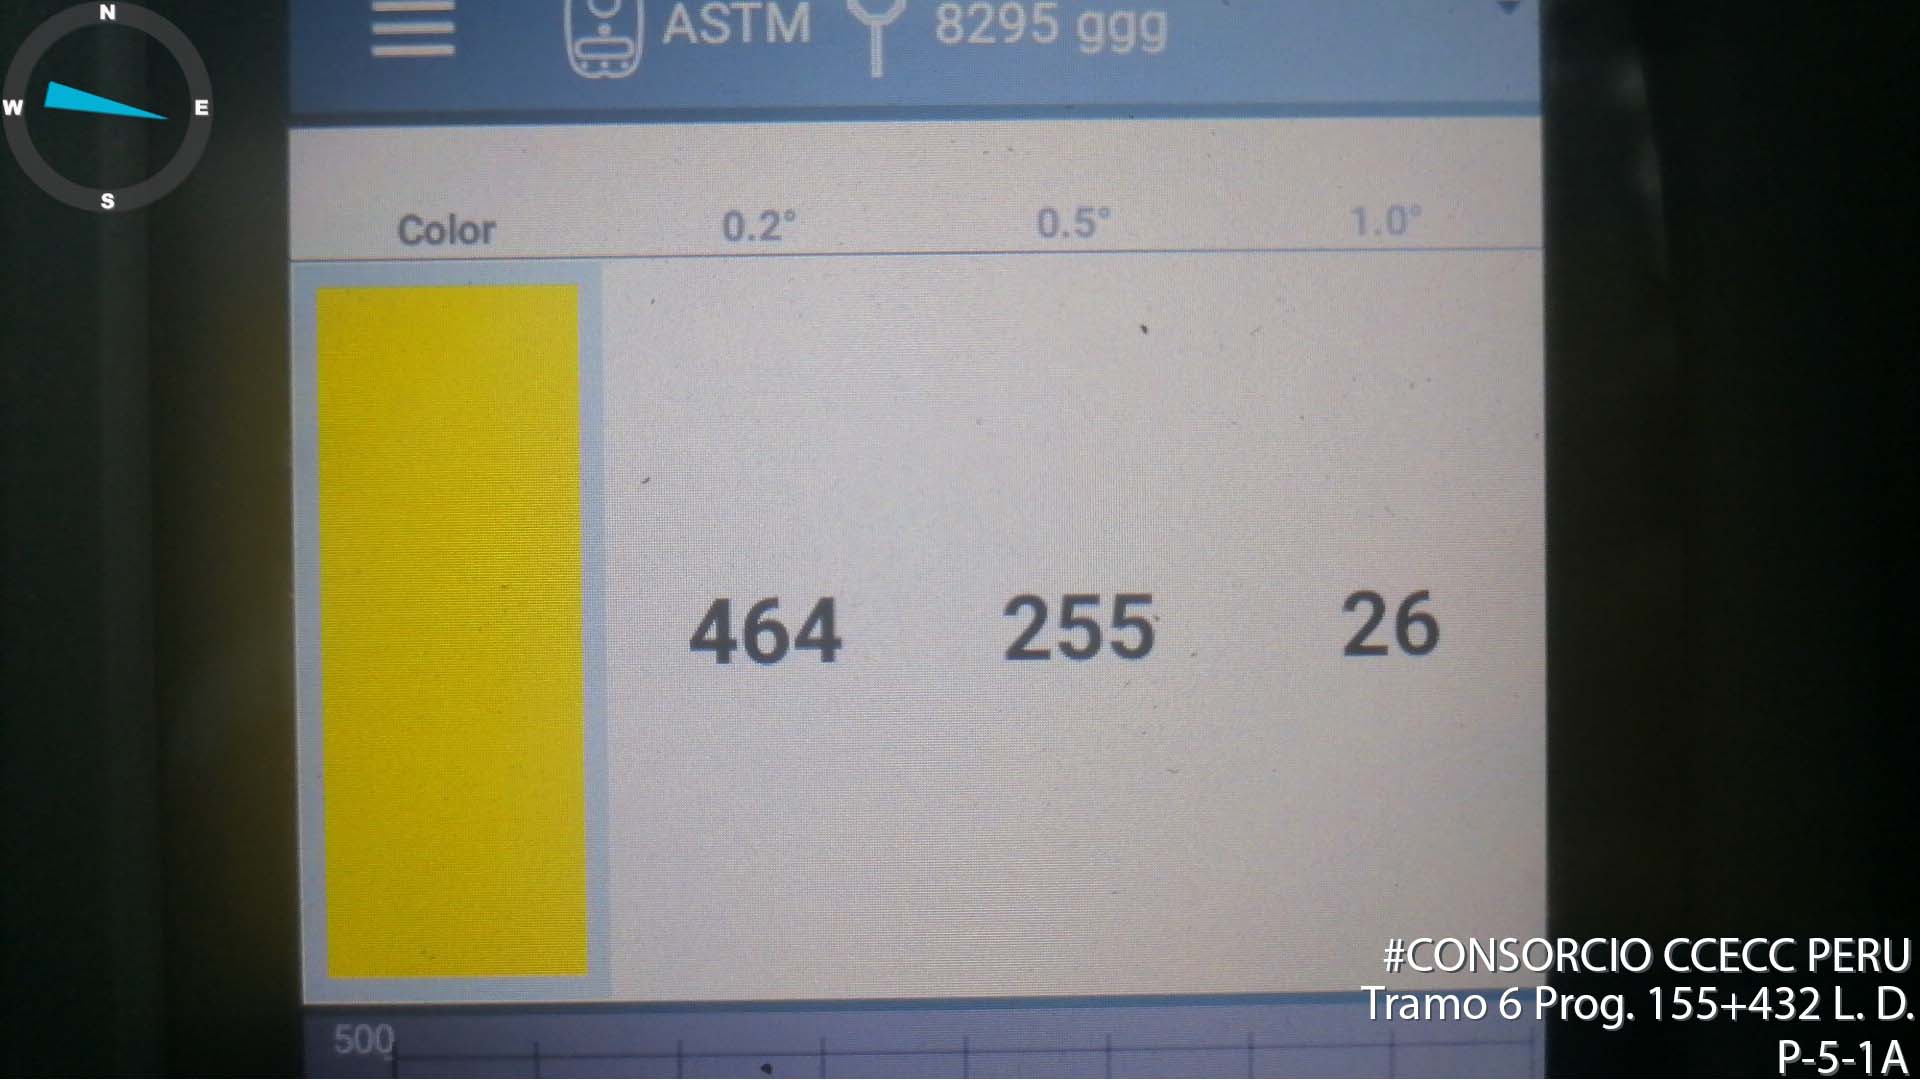 N
W E
S
ASTM 8295 ggg
Color 0.2° 0.5° 1.0°
464 255 26
500
#CONSORCIO CCECC PERU
Tramo 6 Prog. 155+432 L. D.
P-5-1A